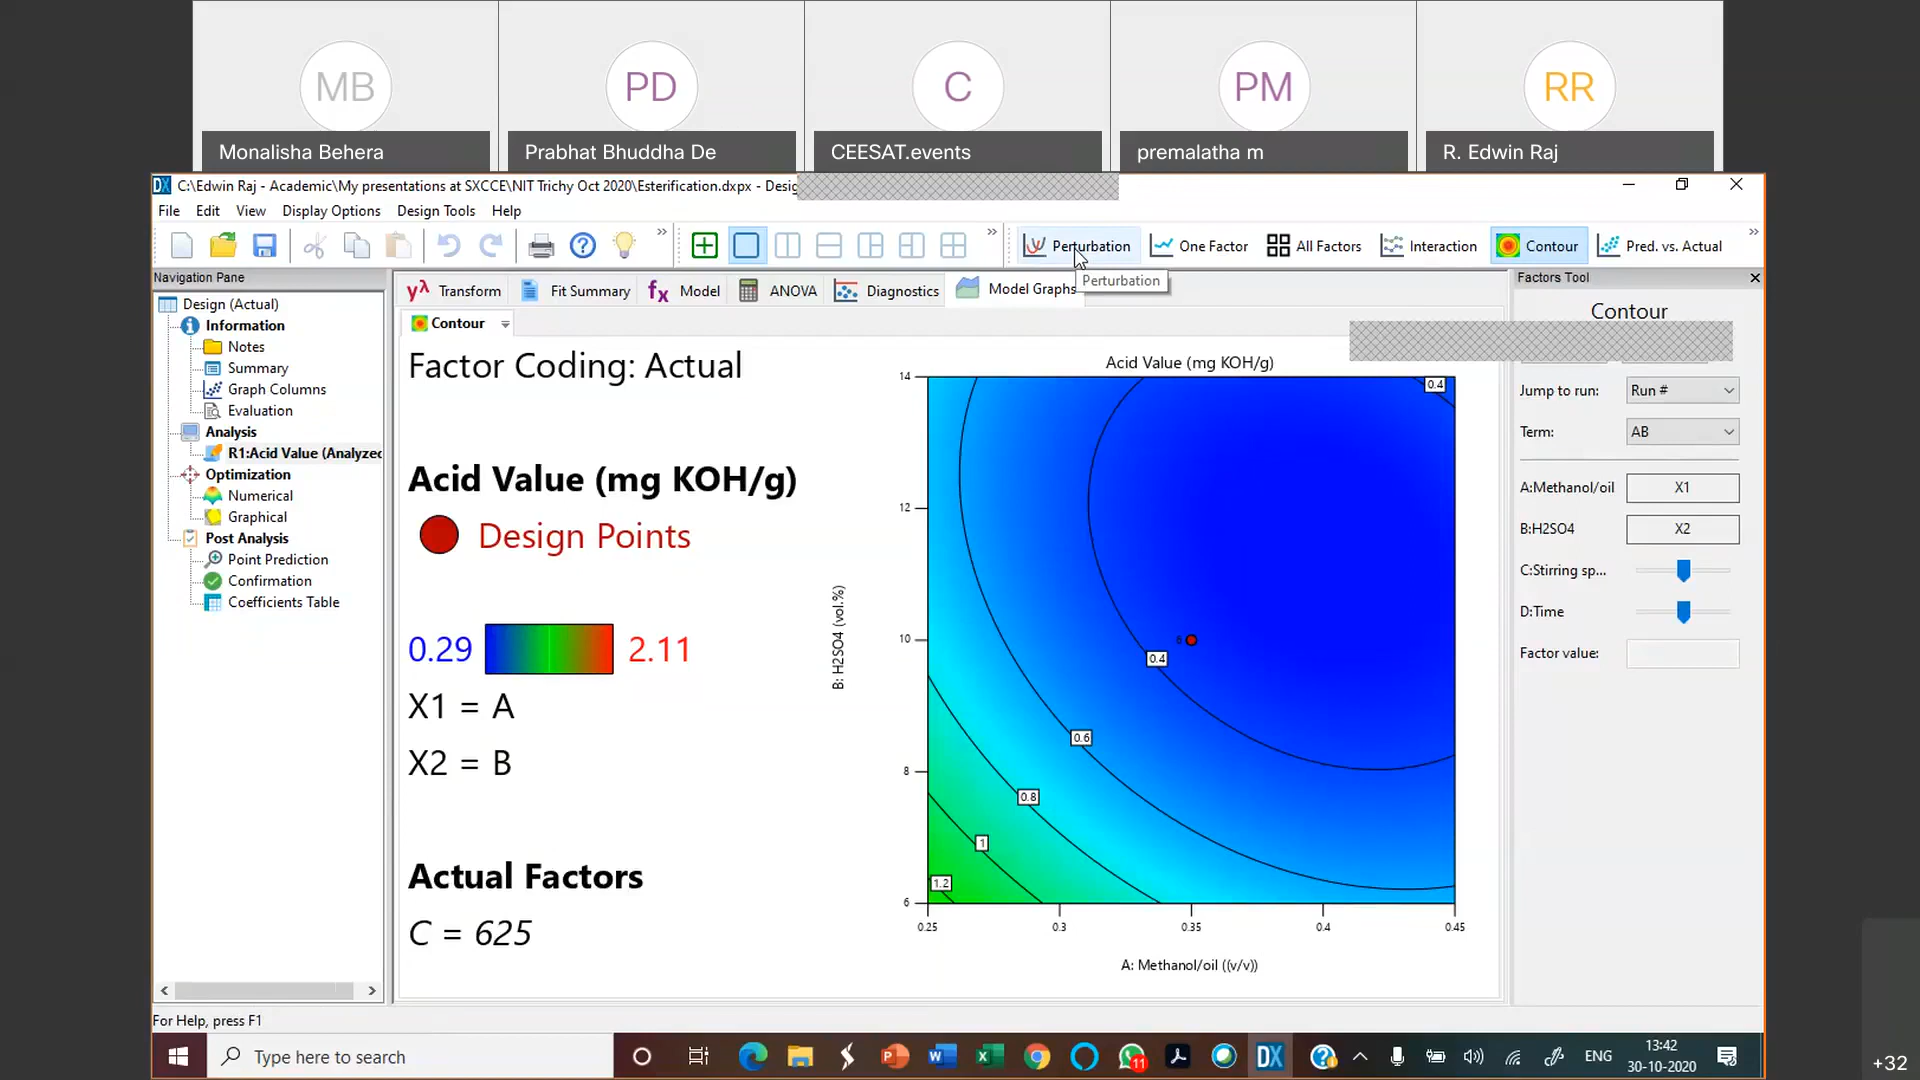 MB
PD
C
PM
RR
Monalisha Behera
Prabhat Bhuddha De
CEESAT.events
premalatha m
R. Edwin Raj
DX C:\Edwin Raj - Academic\My presentations at SXCCE\NIT Trichy Oct 2020\Esterification.dxpx - Desig
File Edit View Display Options Design Tools Help
Perturbation One Factor All Factors Interaction Contour Pred. vs. Actual
Perturbation
Navigation Pane
Design (Actual)
Information
Notes
Summary
Graph Columns
Evaluation
Analysis
R1:Acid Value (Analyzed
Optimization
Numerical
Graphical
Post Analysis
Point Prediction
Confirmation
Coefficients Table
yλ Transform Fit Summary fx Model ANOVA Diagnostics Model Graphs
Contour
Factor Coding: Actual
Acid Value (mg KOH/g)
Design Points
0.29 2.11
X1 = A
X2 = B
Actual Factors
C = 625
Acid Value (mg KOH/g)
14
12
10
8
6
B: H2SO4 (vol.%)
0.4
6
0.4
0.6
0.8
1
1.2
0.25 0.3 0.35 0.4 0.45
A: Methanol/oil ((v/v))
Factors Tool
Contour
Jump to run: Run #
Term: AB
A:Methanol/oil X1
B:H2SO4 X2
C:Stirring sp...
D:Time
Factor value:
For Help, press F1
Type here to search
11
DX
ENG
13:42
30-10-2020
+32